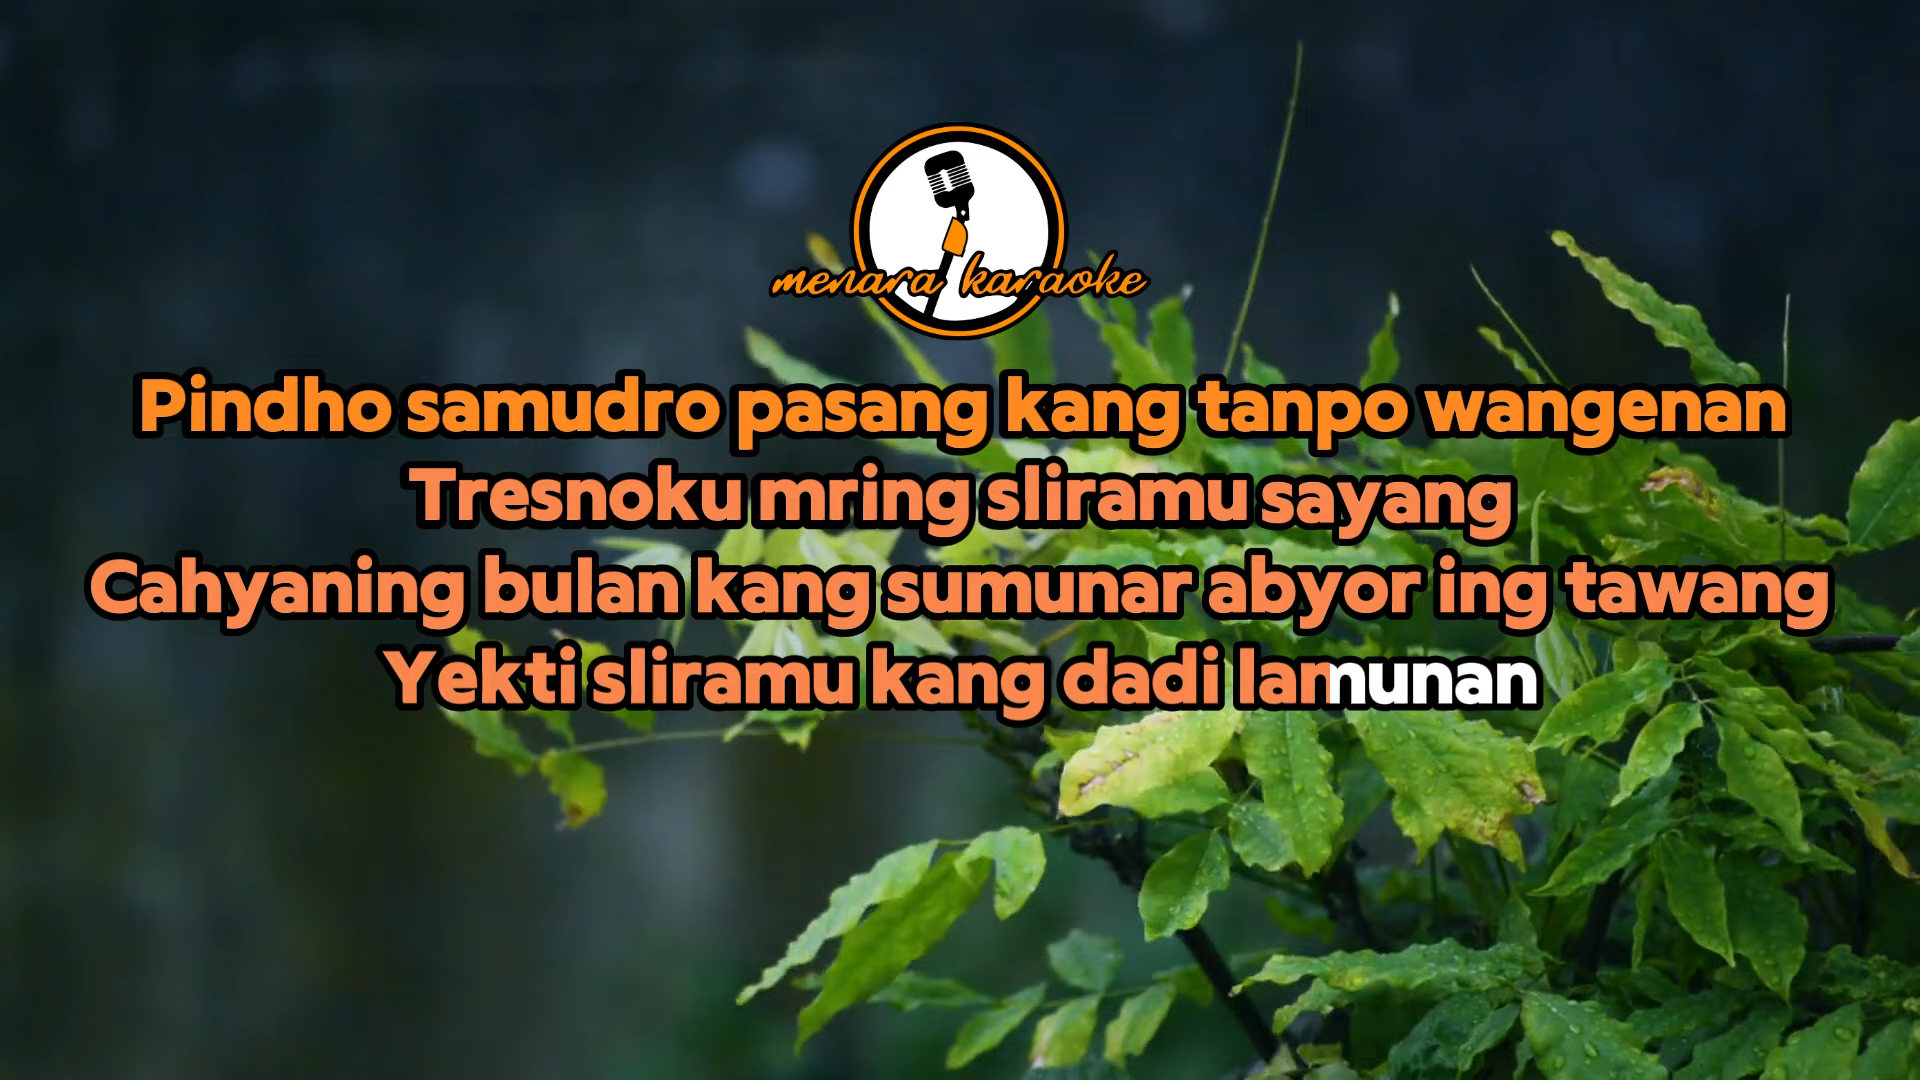 menara karaoke
Pindho samudro pasang kang tanpo wangenan
Tresnoku mring sliramu sayang
Cahyaning bulan kang sumunar abyor ing tawang
Yekti sliramu kang dadi lamunan